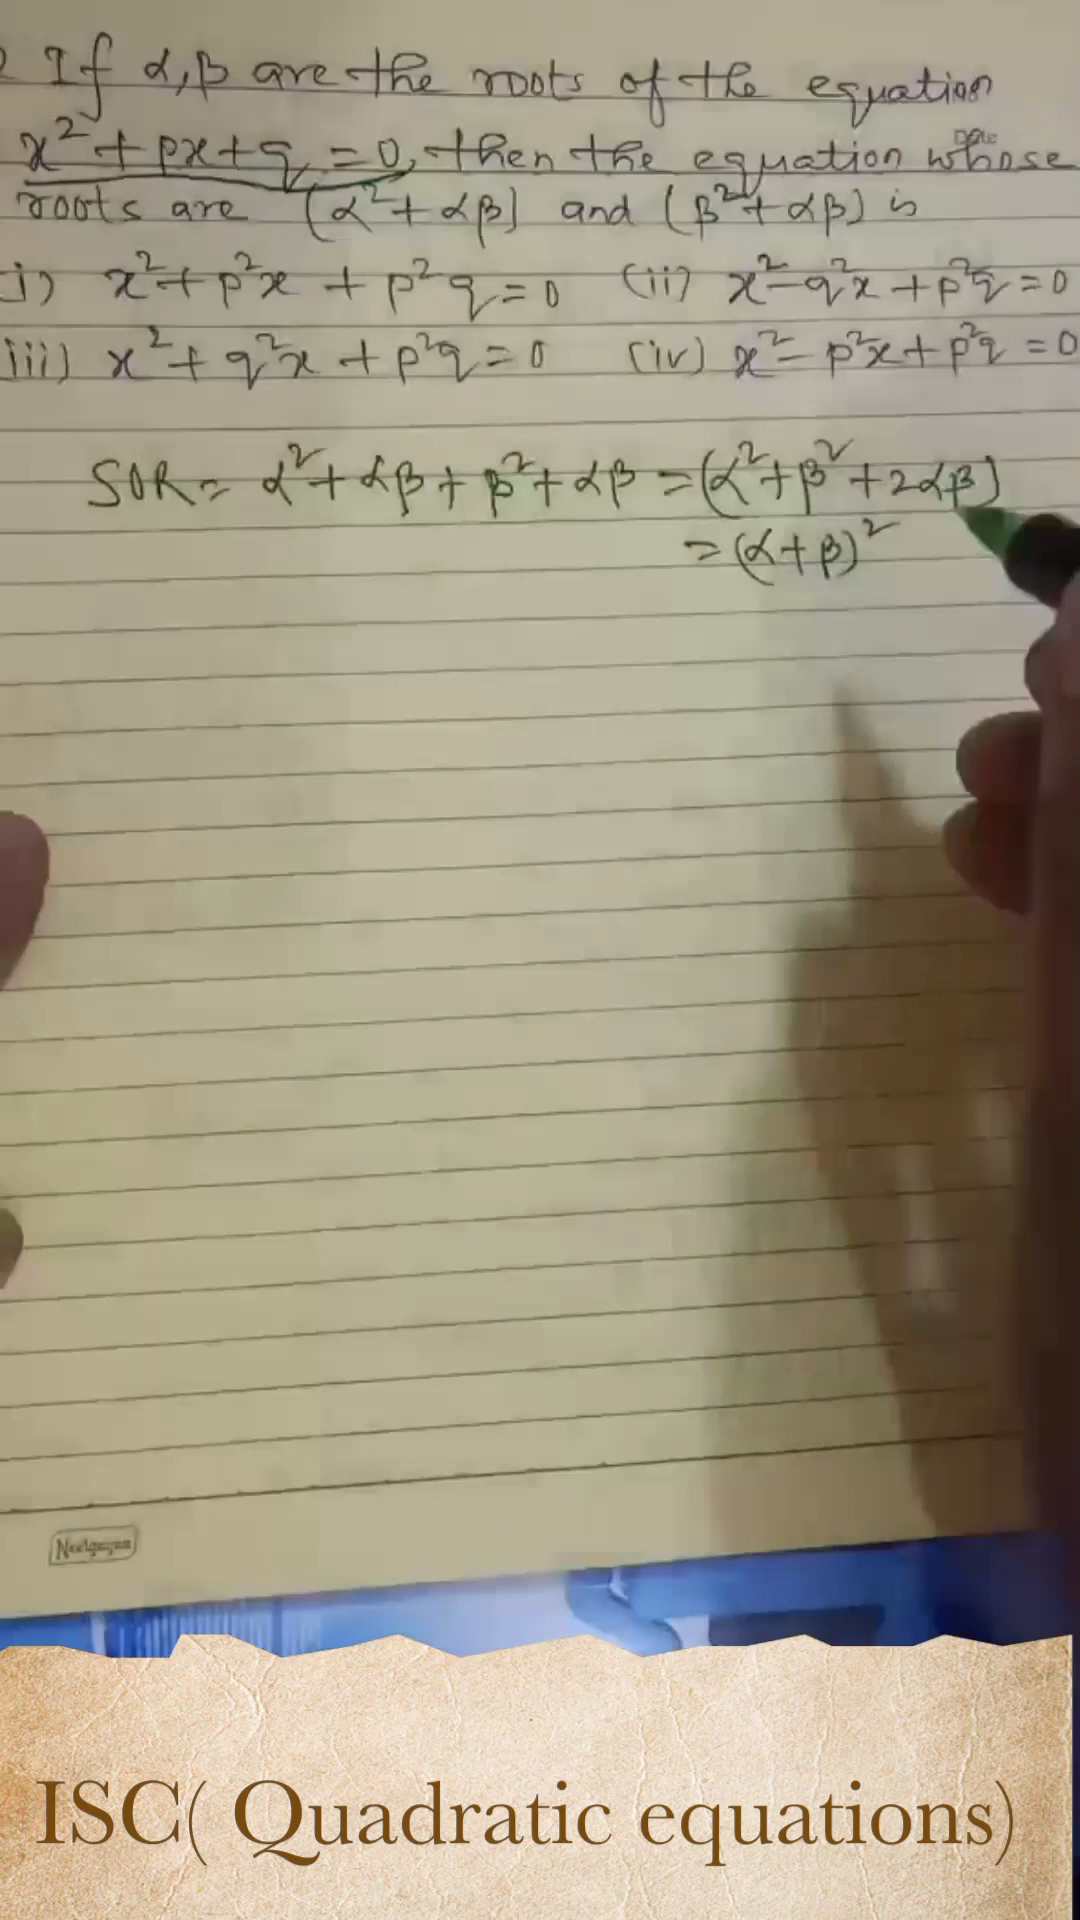 If α, β are the roots of the equation
x² + px + q = 0, then the equation whose
roots are (α² + αβ) and (β² + αβ) is
i) x² + p²x + p²q = 0 (ii) x² - q²x + p²q = 0
iii) x² + q²x + p²q = 0 (iv) x² - p²x + p²q = 0
SOR = α² + αβ + β² + αβ = (α² + β² + 2αβ)
= (α + β)²
ISC( Quadratic equations)